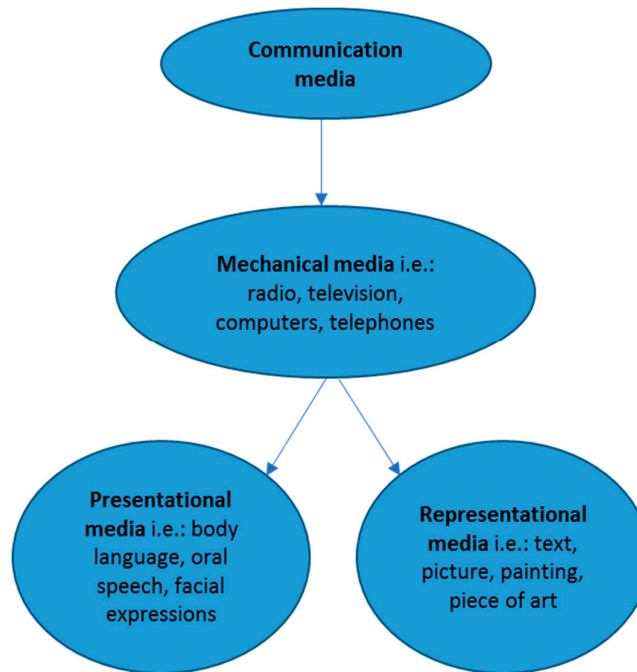 Communication
media
Mechanical media i.e.:
radio, television,
computers, telephones
Presentational
media i.e.: body
language, oral
speech, facial
expressions
Representational
media i.e.: text,
picture, painting,
piece of art